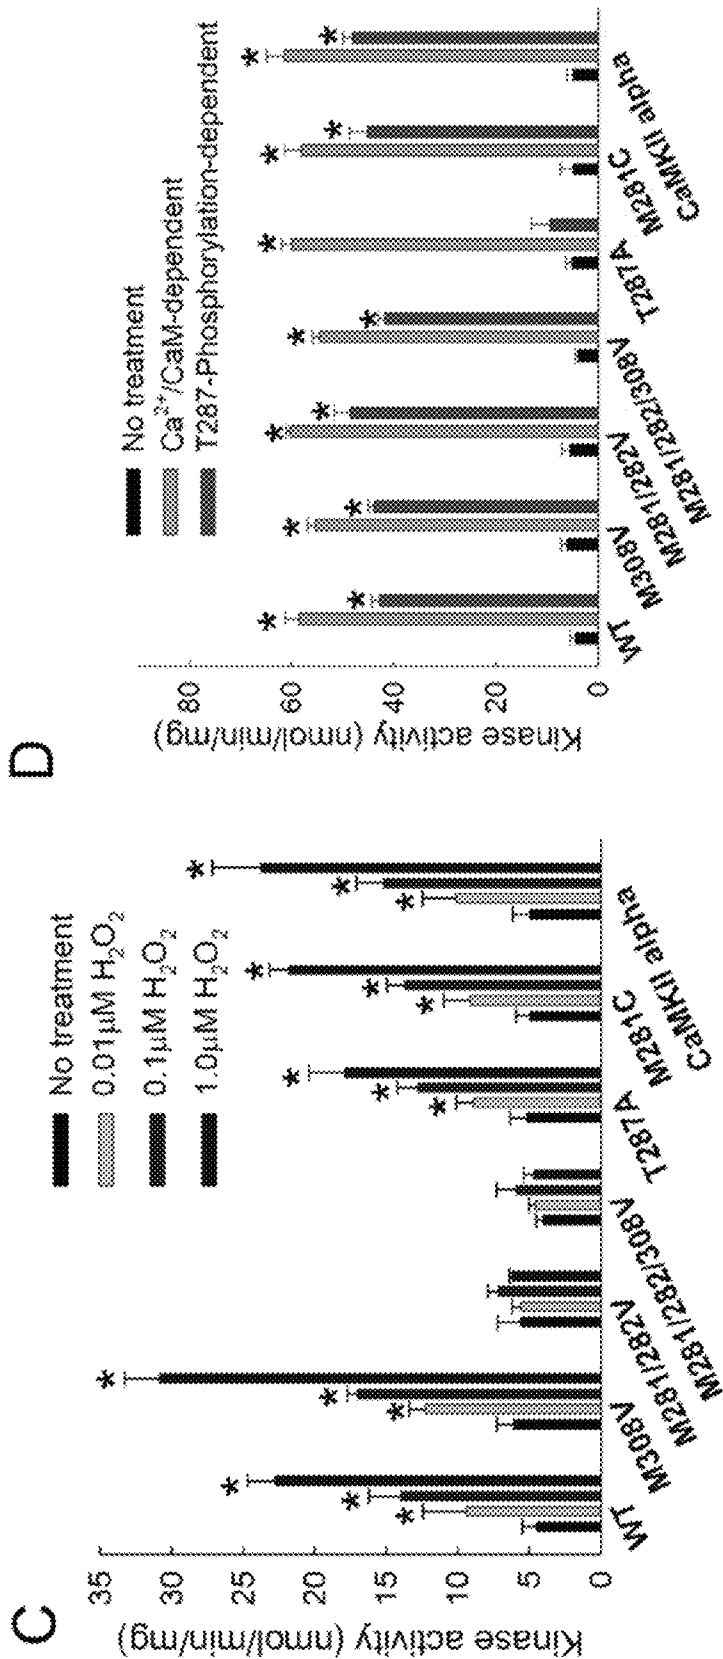 C
Kinase activity (nmol/min/mg)
35
30
25
20
15
10
5
0
No treatment
0.01µM H₂O₂
0.1µM H₂O₂
1.0µM H₂O₂
* * *
* * *
* * *
* * *
* * *
WT
M308V
M281/282V
M281/282/308V
T287A
M281C
CaMKII alpha
D
Kinase activity (nmol/min/mg)
80
60
40
20
0
No treatment
Ca²⁺/CaM-dependent
T287-Phosphorylation-dependent
* *
* *
* *
* *
*
* *
* *
WT
M308V
M281/282V
M281/282/308V
T287A
M281C
CaMKII alpha